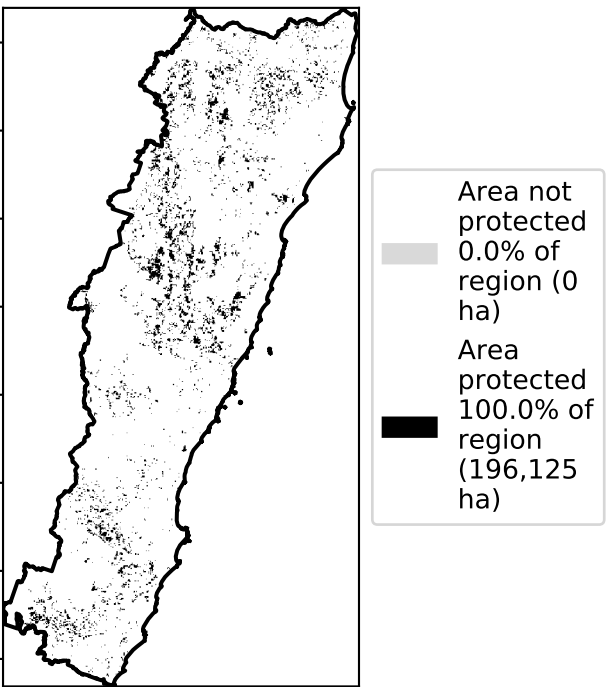 Area not
protected
0.0% of
region (0
ha)
Area
protected
100.0% of
region
(196,125
ha)